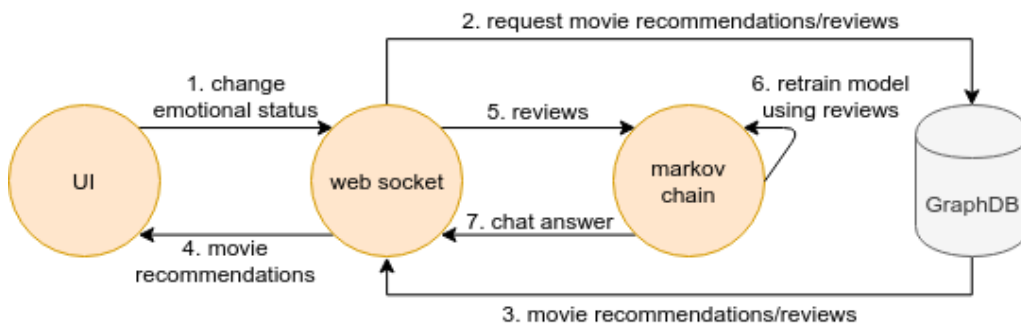 2. request movie recommendations/reviews
1. change
emotional status
6. retrain model
using reviews
5. reviews
UI
web socket
markov
chain
GraphDB
7. chat answer
4. movie
recommendations
3. movie recommendations/reviews